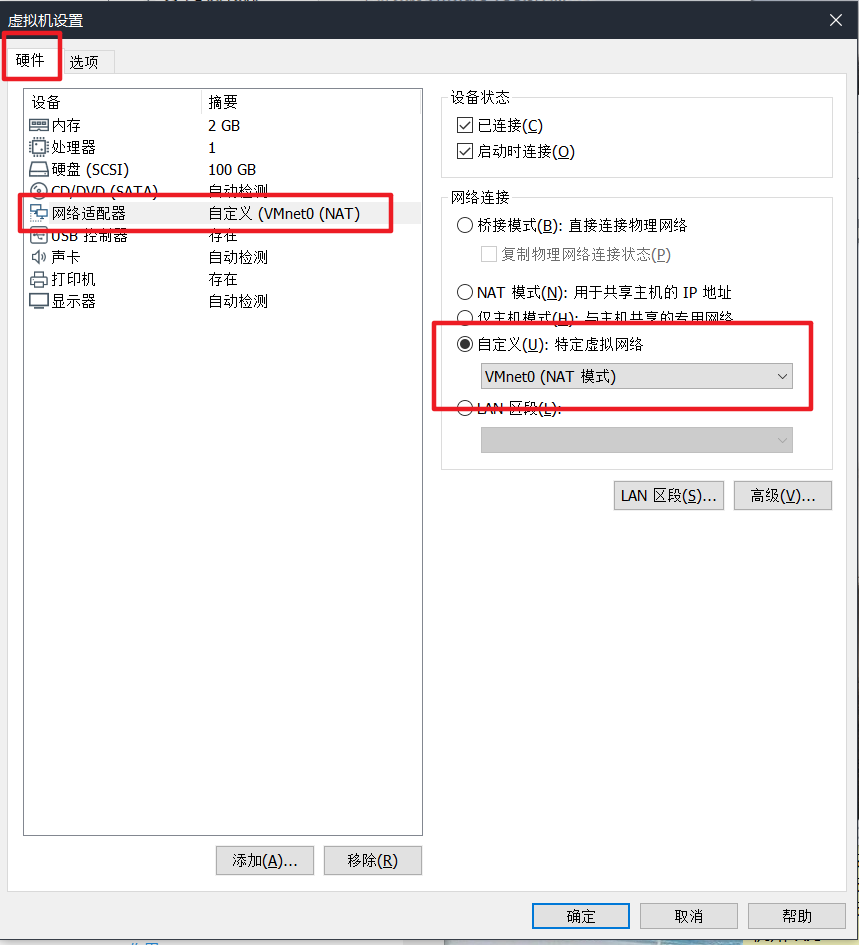 虚拟机设置
硬件 选项
设备 摘要
内存 2 GB
处理器 1
硬盘 (SCSI) 100 GB
CD/DVD (SATA) 自动检测
网络适配器 自定义 (VMnet0 (NAT)
USB 控制器 存在
声卡 自动检测
打印机 存在
显示器 自动检测
添加(A)... 移除(R)
设备状态
已连接(C)
启动时连接(O)
网络连接
桥接模式(B): 直接连接物理网络
复制物理网络连接状态(P)
NAT 模式(N): 用于共享主机的 IP 地址
仅主机模式(H): 与主机共享的专用网络
自定义(U): 特定虚拟网络
VMnet0 (NAT 模式)
LAN 区段(L):
LAN 区段(S)... 高级(V)...
确定 取消 帮助